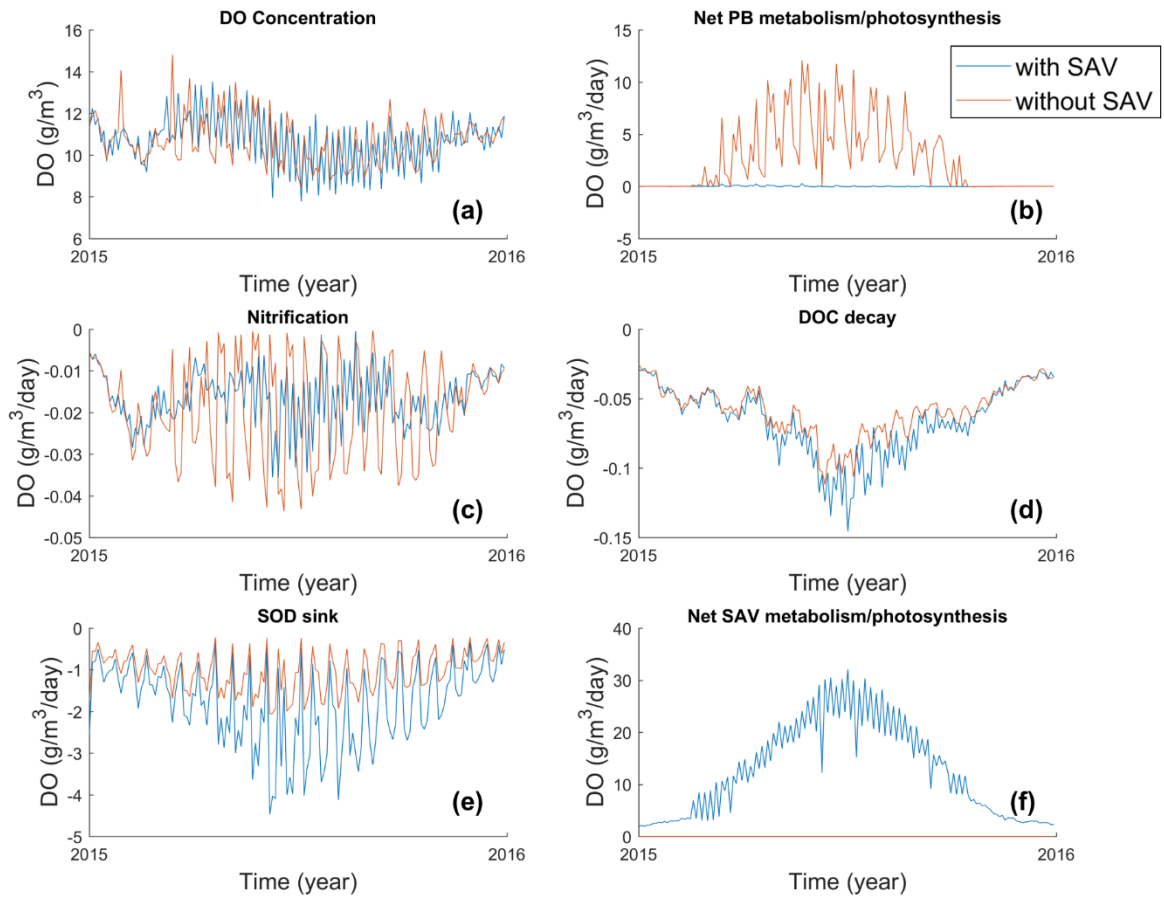 DO Concentration
16
14
12
10
8
6
DO (g/m³)
2015
2016
Time (year)
(a)
Net PB metabolism/photosynthesis
15
10
5
0
-5
DO (g/m³/day)
2015
2016
Time (year)
(b)
with SAV
without SAV
Nitrification
0
-0.01
-0.02
-0.03
-0.04
-0.05
DO (g/m³/day)
2015
2016
Time (year)
(c)
DOC decay
0
-0.05
-0.1
-0.15
DO (g/m³/day)
2015
2016
Time (year)
(d)
SOD sink
0
-1
-2
-3
-4
-5
DO (g/m³/day)
2015
2016
Time (year)
(e)
Net SAV metabolism/photosynthesis
40
30
20
10
0
DO (g/m³/day)
2015
2016
Time (year)
(f)